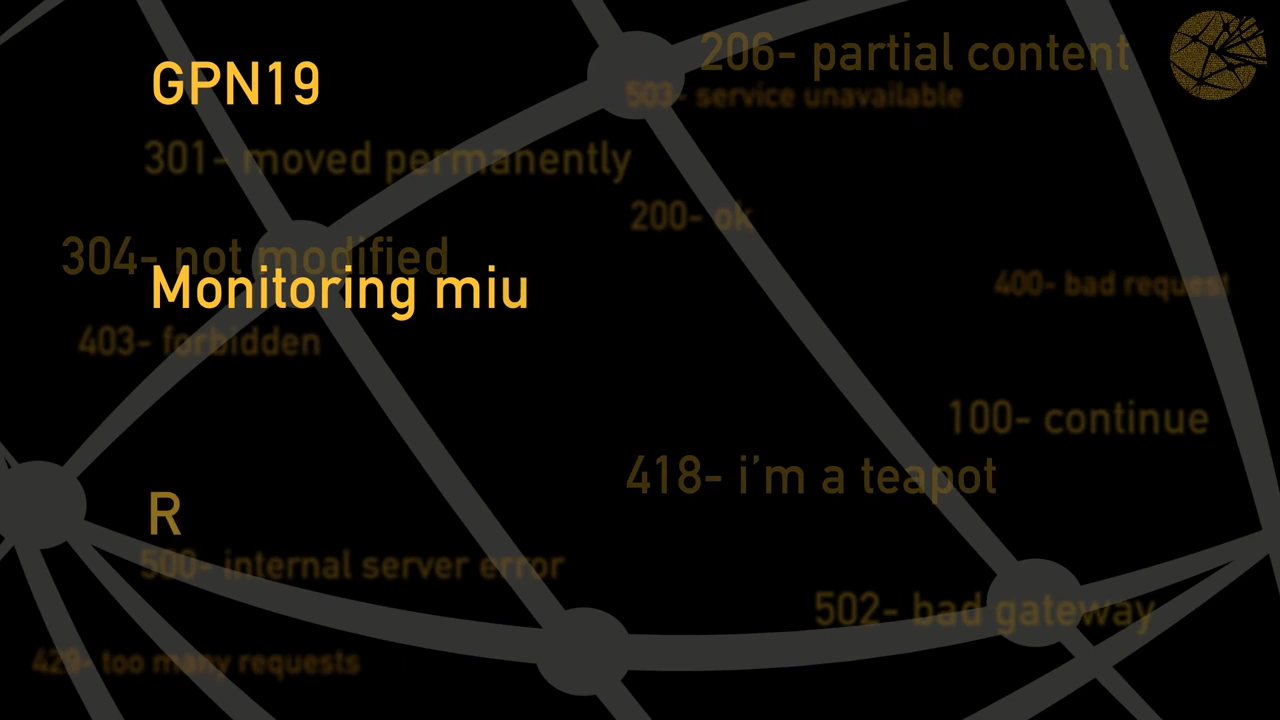 GPN19
206- partial content
503- service unavailable
301- moved permanently
200- ok
304- not modified
Monitoring miu
400- bad request
403- forbidden
100- continue
418- i'm a teapot
R
500- internal server error
502- bad gateway
429- too many requests